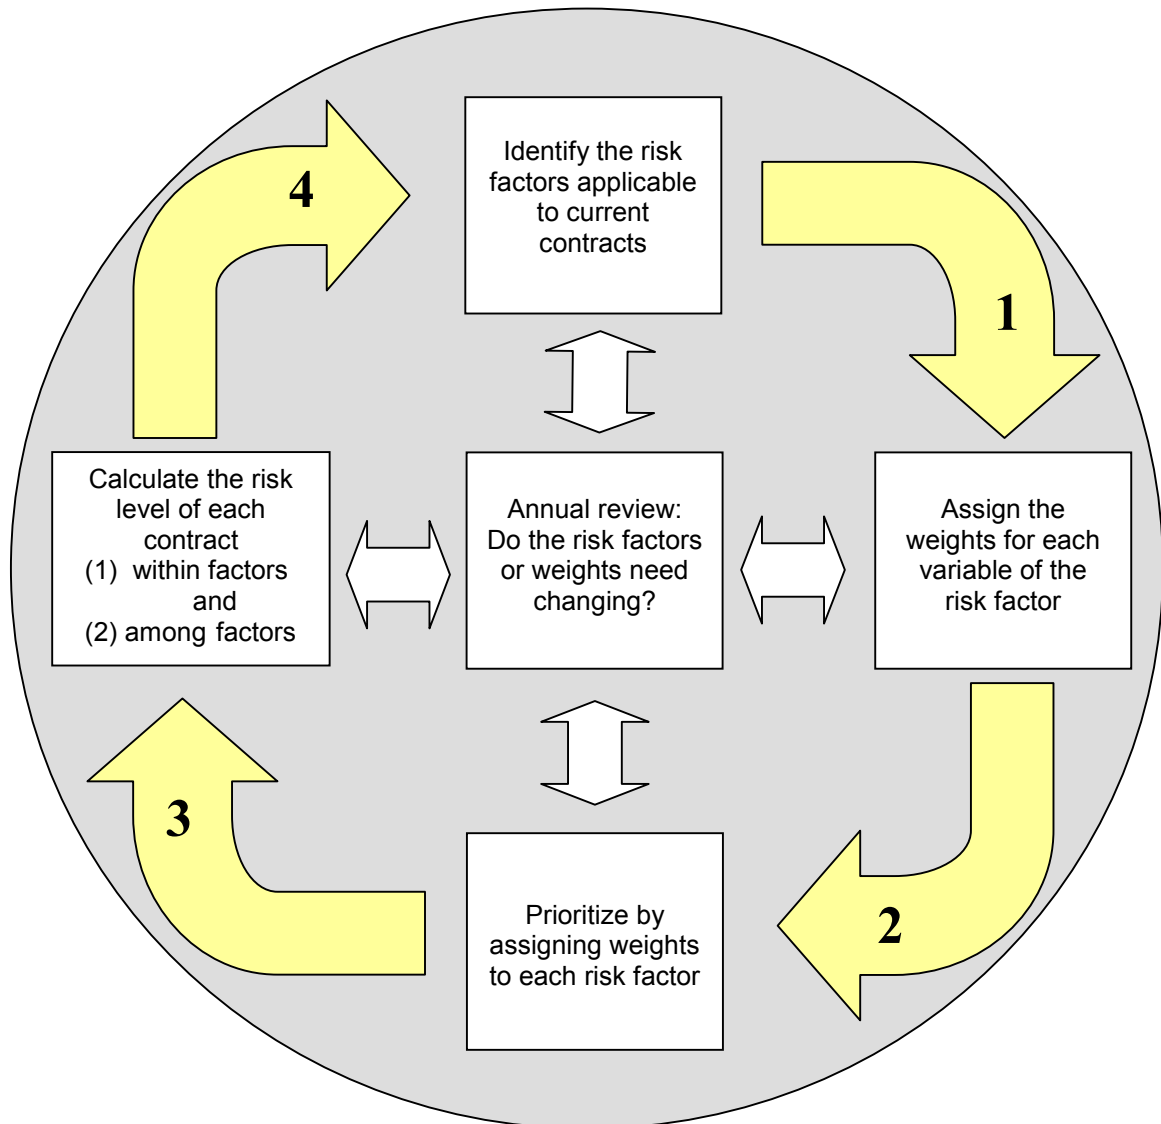 Identify the risk
factors applicable
to current
contracts
4
1
Calculate the risk
level of each
contract
(1) within factors
and
(2) among factors
Annual review:
Do the risk factors
or weights need
changing?
Assign the
weights for each
variable of the
risk factor
3
2
Prioritize by
assigning weights
to each risk factor